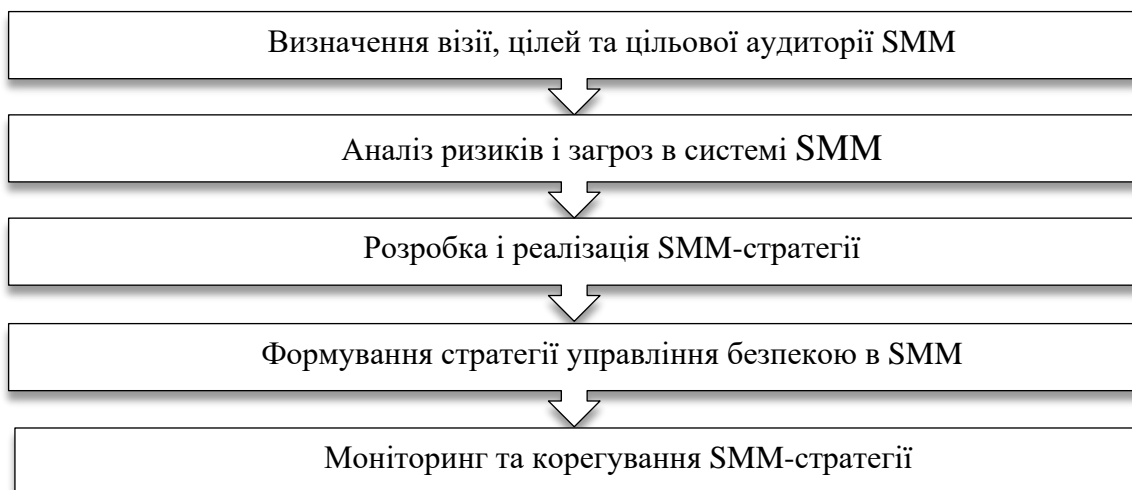 Визначення візії, цілей та цільової аудиторії SMM
Аналіз ризиків і загроз в системі SMM
Розробка і реалізація SMM-стратегії
Формування стратегії управління безпекою в SMM
Моніторинг та корегування SMM-стратегії